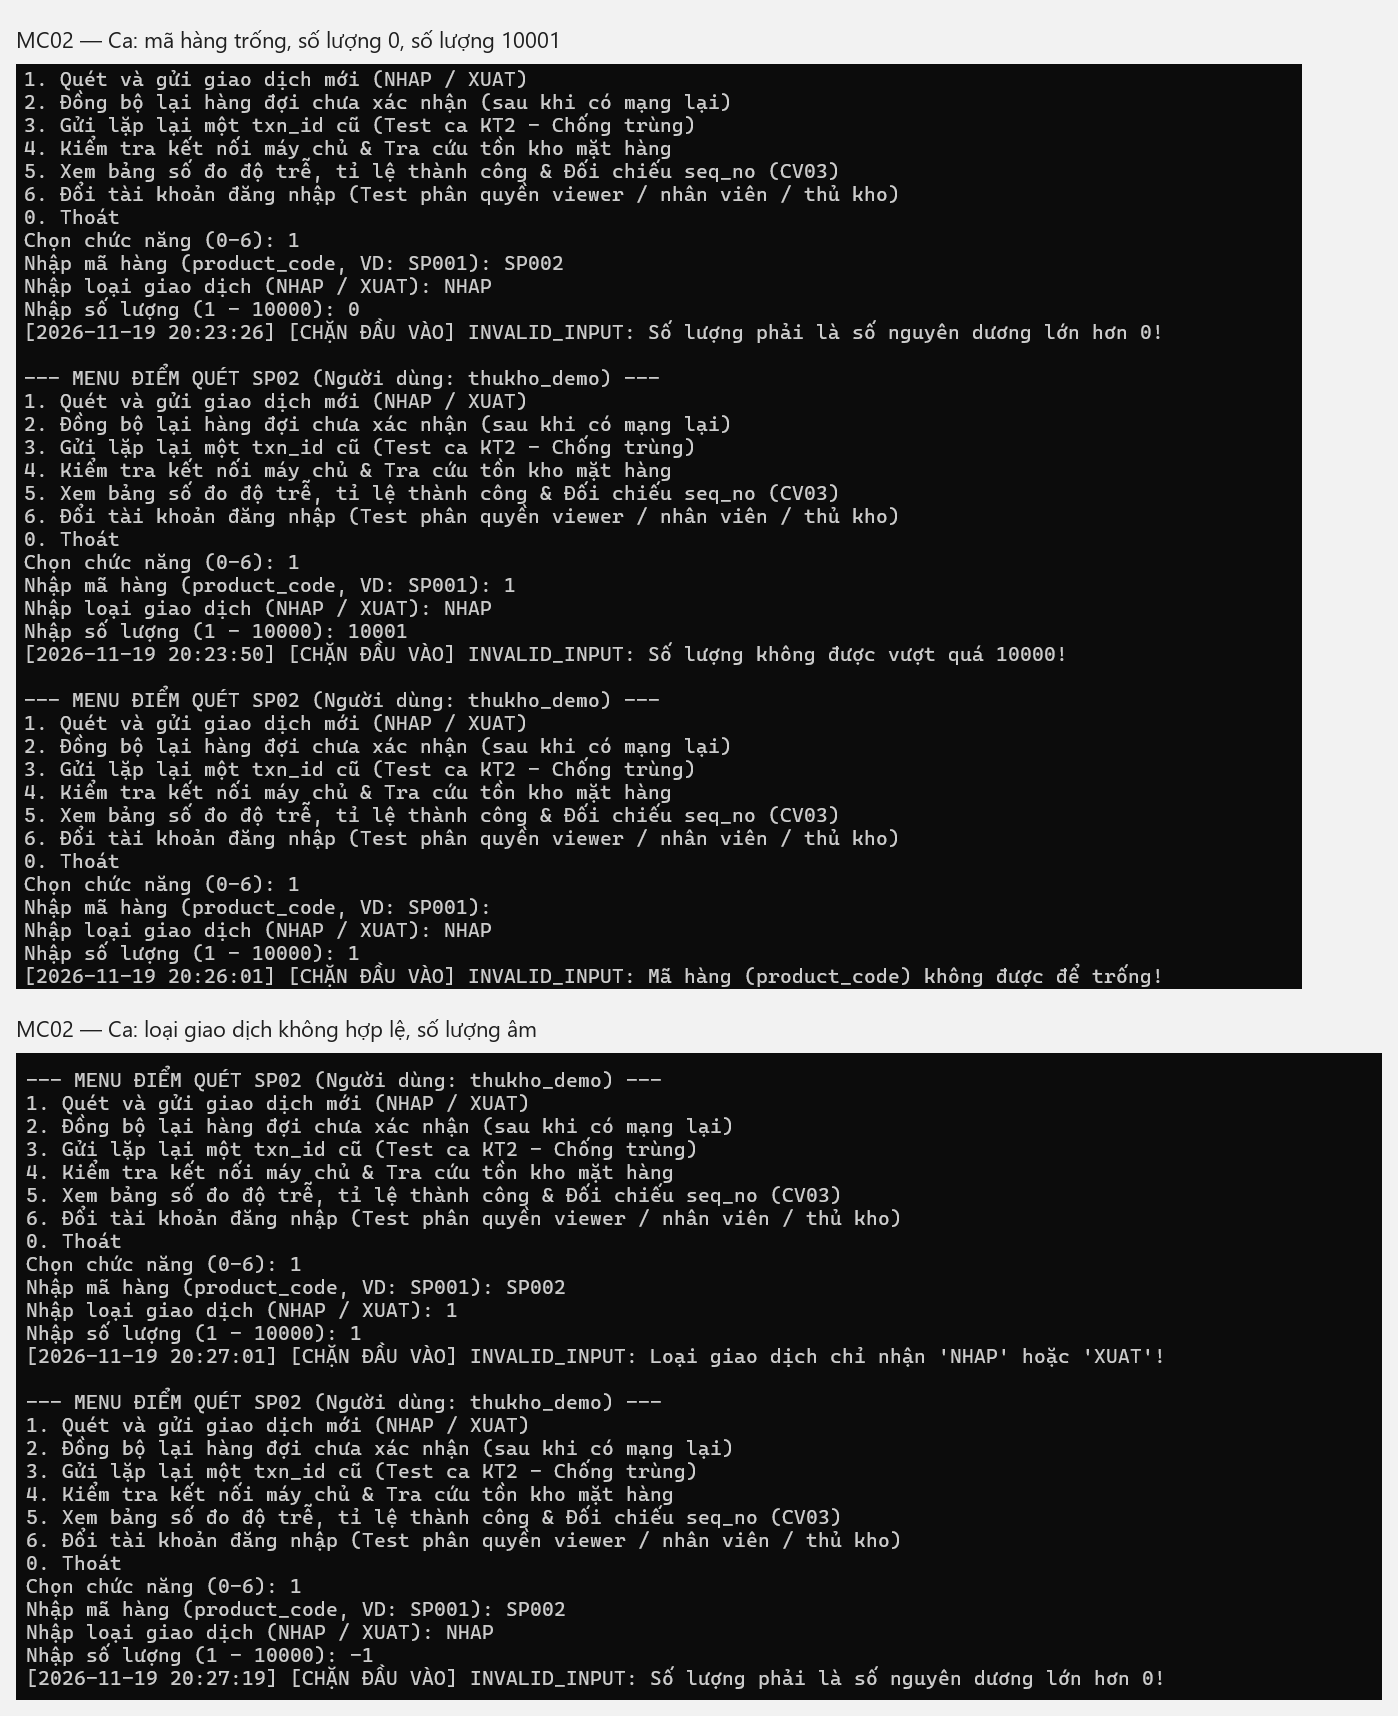 MC02 — Ca: mã hàng trống, số lượng 0, số lượng 10001
1. Quét và gửi giao dịch mới (NHAP / XUAT)
2. Đồng bộ lại hàng đợi chưa xác nhận (sau khi có mạng lại)
3. Gửi lặp lại một txn_id cũ (Test ca KT2 - Chống trùng)
4. Kiểm tra kết nối máy chủ & Tra cứu tồn kho mặt hàng
5. Xem bảng số đo độ trễ, tỉ lệ thành công & Đối chiếu seq_no (CV03)
6. Đổi tài khoản đăng nhập (Test phân quyền viewer / nhân viên / thủ kho)
0. Thoát
Chọn chức năng (0-6): 1
Nhập mã hàng (product_code, VD: SP001): SP002
Nhập loại giao dịch (NHAP / XUAT): NHAP
Nhập số lượng (1 - 10000): 0
[2026-11-19 20:23:26] [CHẶN ĐẦU VÀO] INVALID_INPUT: Số lượng phải là số nguyên dương lớn hơn 0!
--- MENU ĐIỂM QUÉT SP02 (Người dùng: thukho_demo) ---
1. Quét và gửi giao dịch mới (NHAP / XUAT)
2. Đồng bộ lại hàng đợi chưa xác nhận (sau khi có mạng lại)
3. Gửi lặp lại một txn_id cũ (Test ca KT2 - Chống trùng)
4. Kiểm tra kết nối máy chủ & Tra cứu tồn kho mặt hàng
5. Xem bảng số đo độ trễ, tỉ lệ thành công & Đối chiếu seq_no (CV03)
6. Đổi tài khoản đăng nhập (Test phân quyền viewer / nhân viên / thủ kho)
0. Thoát
Chọn chức năng (0-6): 1
Nhập mã hàng (product_code, VD: SP001): 1
Nhập loại giao dịch (NHAP / XUAT): NHAP
Nhập số lượng (1 - 10000): 10001
[2026-11-19 20:23:50] [CHẶN ĐẦU VÀO] INVALID_INPUT: Số lượng không được vượt quá 10000!
--- MENU ĐIỂM QUÉT SP02 (Người dùng: thukho_demo) ---
1. Quét và gửi giao dịch mới (NHAP / XUAT)
2. Đồng bộ lại hàng đợi chưa xác nhận (sau khi có mạng lại)
3. Gửi lặp lại một txn_id cũ (Test ca KT2 - Chống trùng)
4. Kiểm tra kết nối máy chủ & Tra cứu tồn kho mặt hàng
5. Xem bảng số đo độ trễ, tỉ lệ thành công & Đối chiếu seq_no (CV03)
6. Đổi tài khoản đăng nhập (Test phân quyền viewer / nhân viên / thủ kho)
0. Thoát
Chọn chức năng (0-6): 1
Nhập mã hàng (product_code, VD: SP001):
Nhập loại giao dịch (NHAP / XUAT): NHAP
Nhập số lượng (1 - 10000): 1
[2026-11-19 20:26:01] [CHẶN ĐẦU VÀO] INVALID_INPUT: Mã hàng (product_code) không được để trống!
MC02 — Ca: loại giao dịch không hợp lệ, số lượng âm
--- MENU ĐIỂM QUÉT SP02 (Người dùng: thukho_demo) ---
1. Quét và gửi giao dịch mới (NHAP / XUAT)
2. Đồng bộ lại hàng đợi chưa xác nhận (sau khi có mạng lại)
3. Gửi lặp lại một txn_id cũ (Test ca KT2 - Chống trùng)
4. Kiểm tra kết nối máy chủ & Tra cứu tồn kho mặt hàng
5. Xem bảng số đo độ trễ, tỉ lệ thành công & Đối chiếu seq_no (CV03)
6. Đổi tài khoản đăng nhập (Test phân quyền viewer / nhân viên / thủ kho)
0. Thoát
Chọn chức năng (0-6): 1
Nhập mã hàng (product_code, VD: SP001): SP002
Nhập loại giao dịch (NHAP / XUAT): 1
Nhập số lượng (1 - 10000): 1
[2026-11-19 20:27:01] [CHẶN ĐẦU VÀO] INVALID_INPUT: Loại giao dịch chỉ nhận 'NHAP' hoặc 'XUAT'!
--- MENU ĐIỂM QUÉT SP02 (Người dùng: thukho_demo) ---
1. Quét và gửi giao dịch mới (NHAP / XUAT)
2. Đồng bộ lại hàng đợi chưa xác nhận (sau khi có mạng lại)
3. Gửi lặp lại một txn_id cũ (Test ca KT2 - Chống trùng)
4. Kiểm tra kết nối máy chủ & Tra cứu tồn kho mặt hàng
5. Xem bảng số đo độ trễ, tỉ lệ thành công & Đối chiếu seq_no (CV03)
6. Đổi tài khoản đăng nhập (Test phân quyền viewer / nhân viên / thủ kho)
0. Thoát
Chọn chức năng (0-6): 1
Nhập mã hàng (product_code, VD: SP001): SP002
Nhập loại giao dịch (NHAP / XUAT): NHAP
Nhập số lượng (1 - 10000): -1
[2026-11-19 20:27:19] [CHẶN ĐẦU VÀO] INVALID_INPUT: Số lượng phải là số nguyên dương lớn hơn 0!